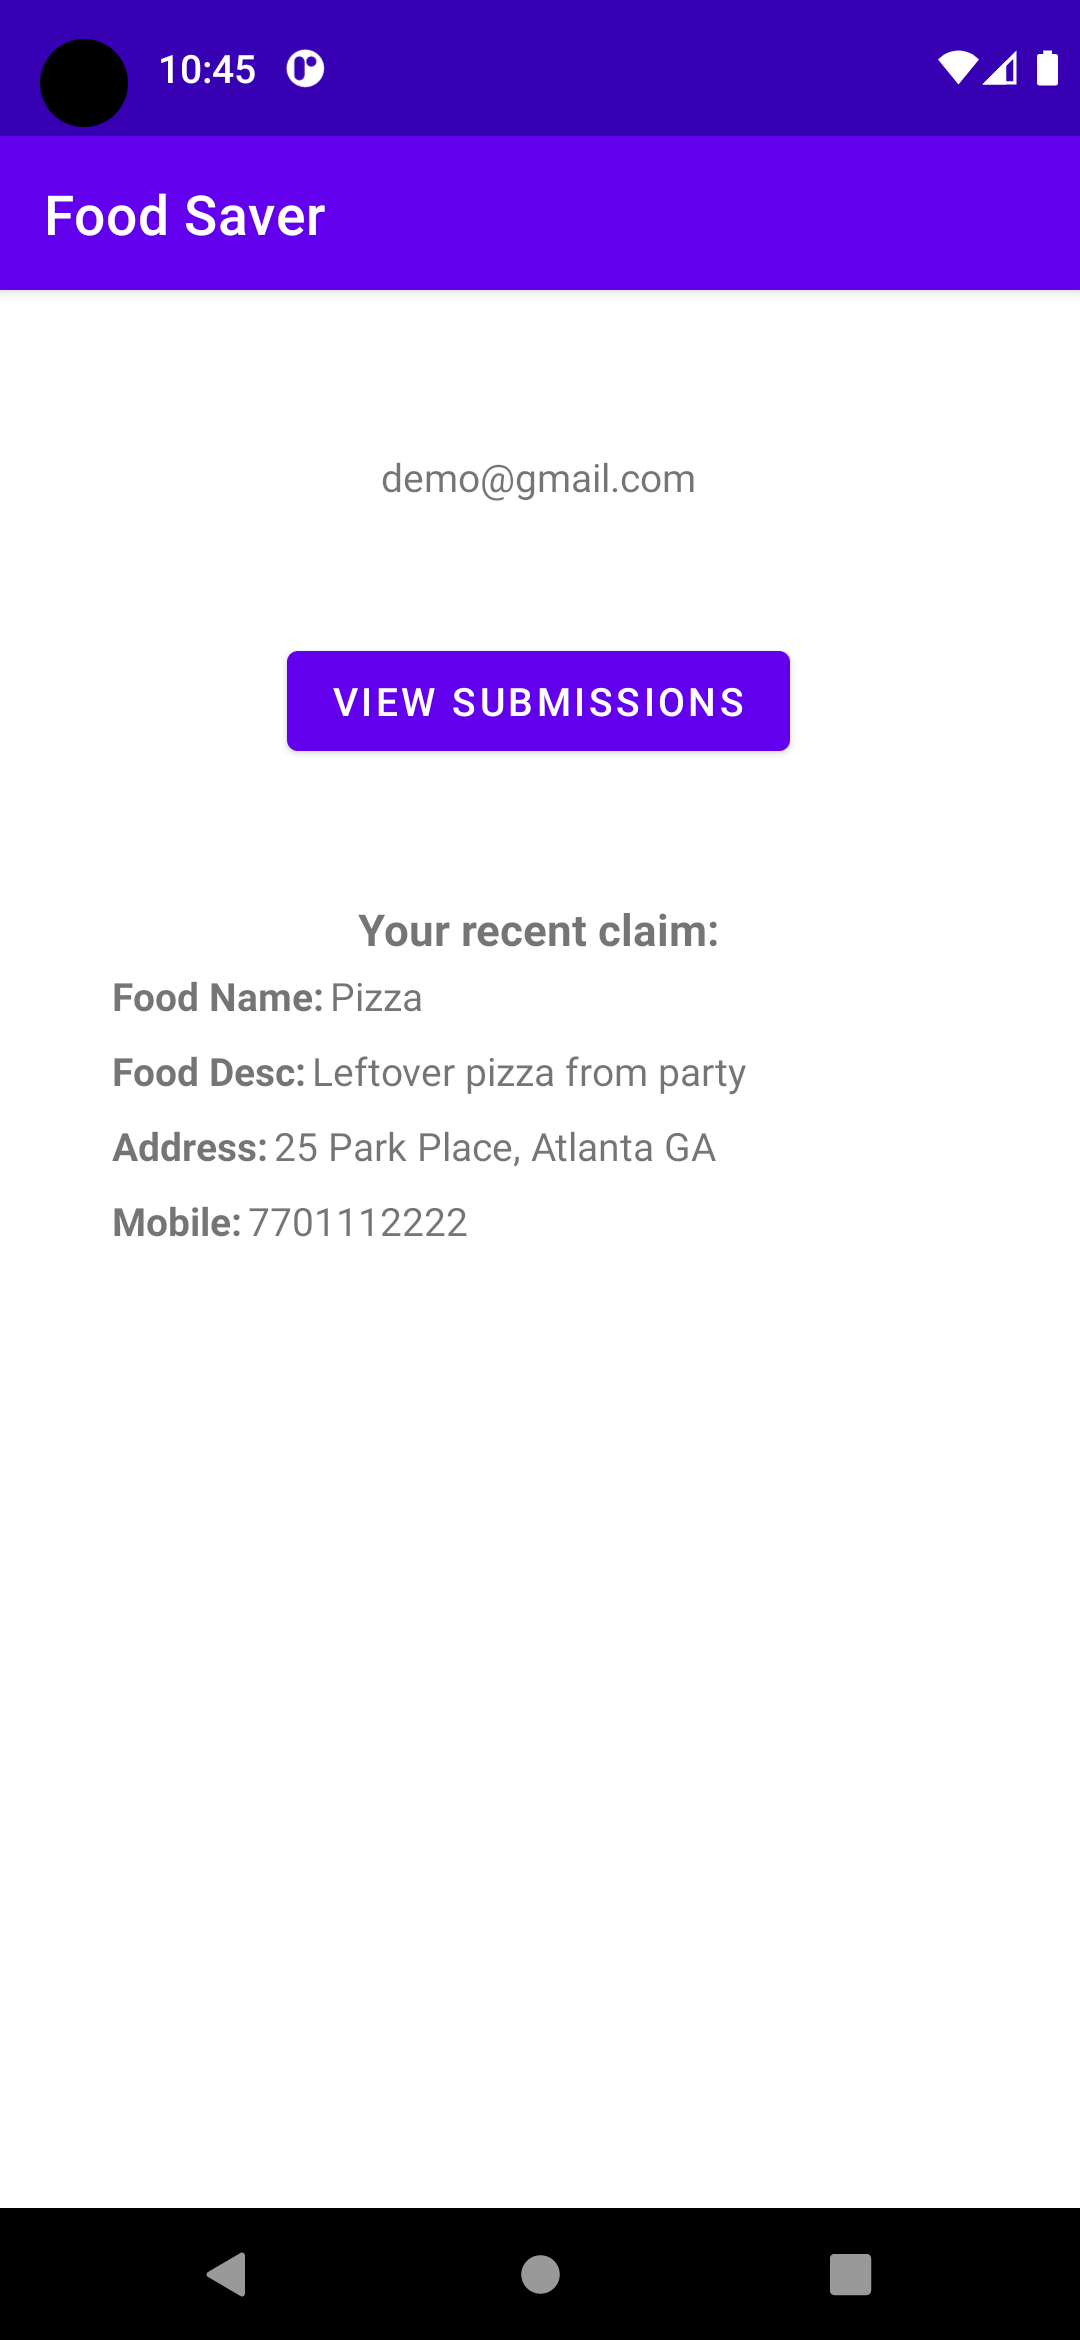 10:45
Food Saver
demo@gmail.com
VIEW SUBMISSIONS
Your recent claim:
Food Name: Pizza
Food Desc: Leftover pizza from party
Address: 25 Park Place, Atlanta GA
Mobile: 7701112222